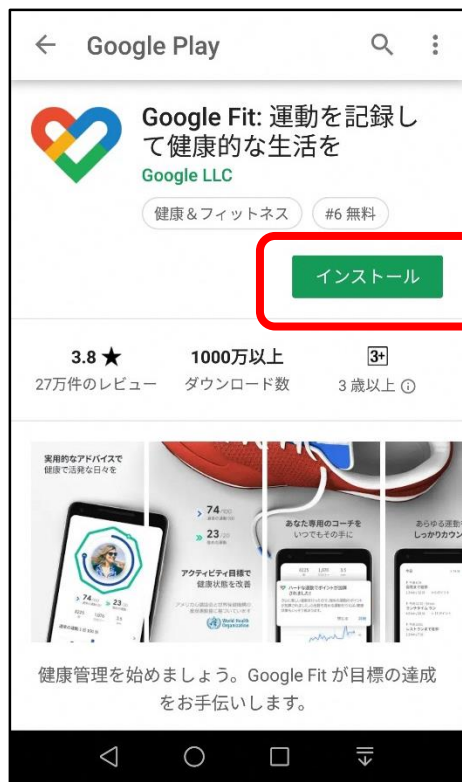 Google Play
Google Fit: 運動を記録し
て健康的な生活を
Google LLC
健康＆フィットネス
#6 無料
インストール
3.8 ★
1000万以上
3+
27万件のレビュー
ダウンロード数
3 歳以上
実用的なアドバイスで
健康で活発な日々を
74
23
アクティビティ目標で
健康状態を改善
World Health
Organization
あなた専用のコーチを
いつでもその手に
あらゆる運動
しっかりカウン
74
23
健康管理を始めましょう。Google Fit が目標の達成
をお手伝いします。